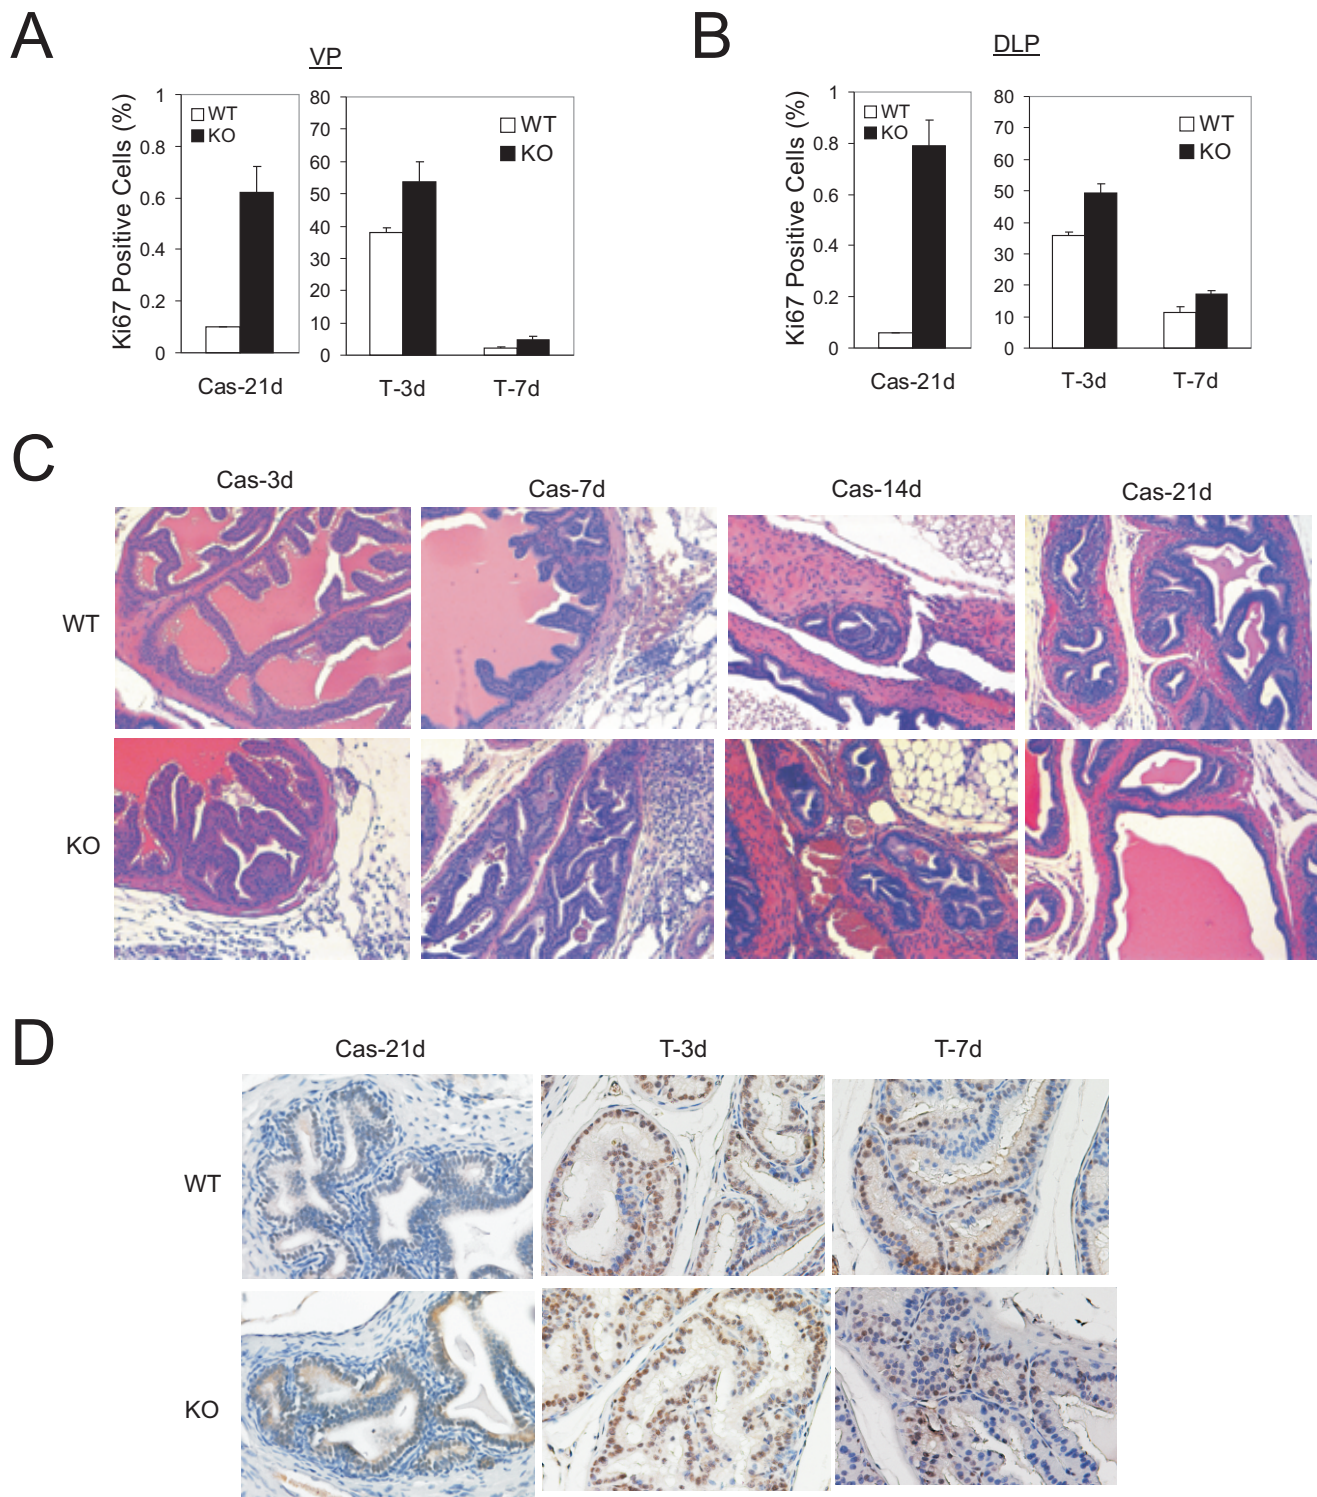 A
VP
Ki67 Positive Cells (%)
1
0.8
0.6
0.4
0.2
0
WT
KO
Cas-21d
80
70
60
50
40
30
20
10
0
WT
KO
T-3d
T-7d
B
DLP
Ki67 Positive Cells (%)
1
0.8
0.6
0.4
0.2
0
WT
KO
Cas-21d
80
70
60
50
40
30
20
10
0
WT
KO
T-3d
T-7d
C
Cas-3d
Cas-7d
Cas-14d
Cas-21d
WT
KO
D
Cas-21d
T-3d
T-7d
WT
KO